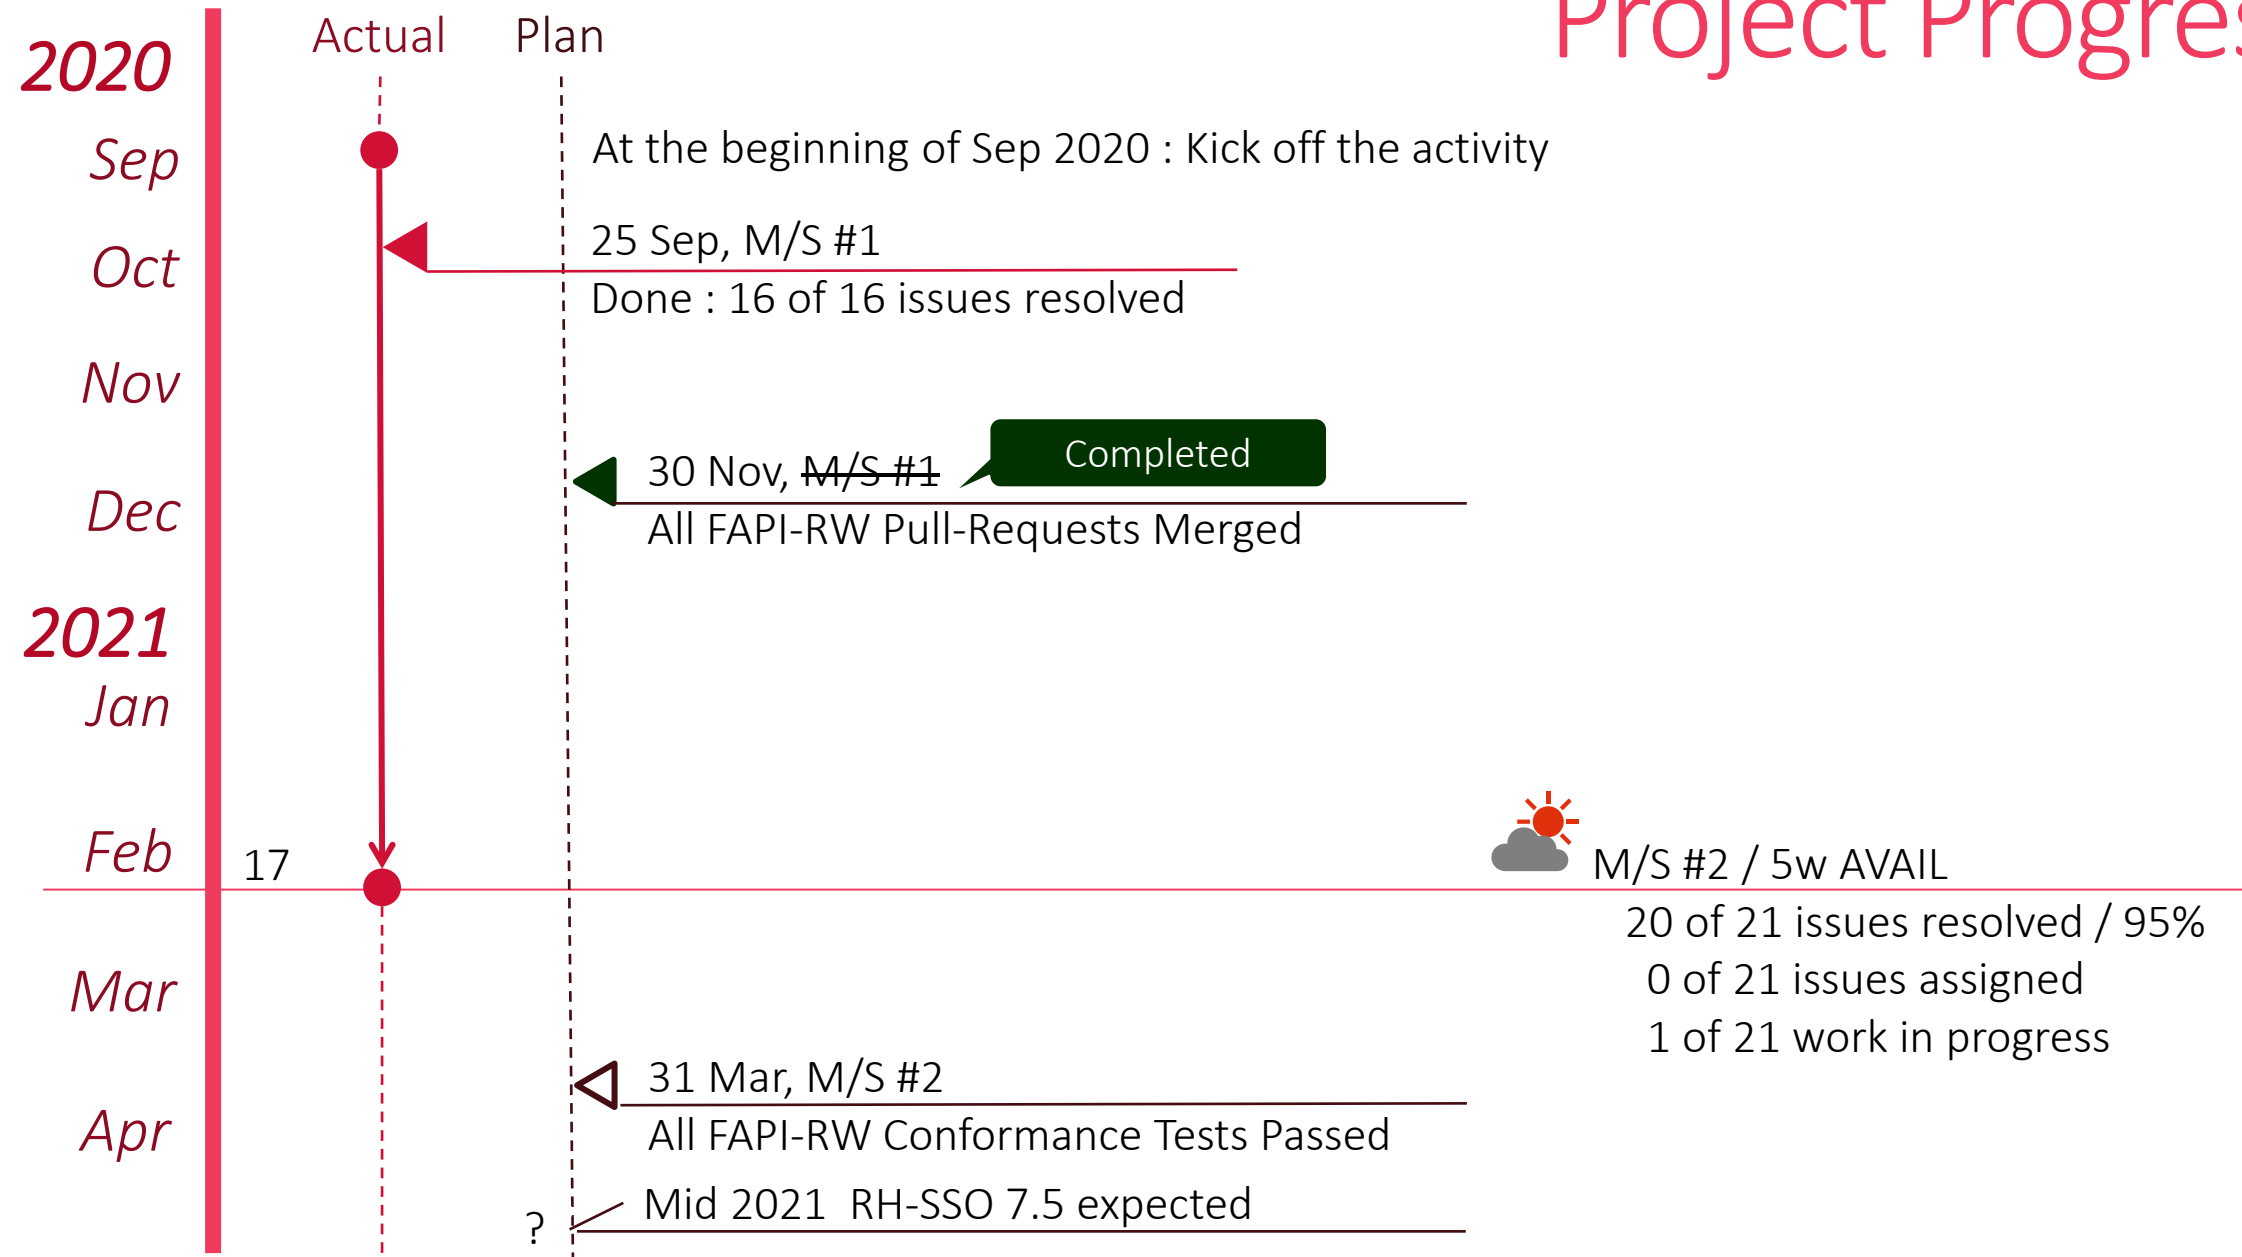 Project Progres
Actual
Plan
2020
Sep
At the beginning of Sep 2020 : Kick off the activity
25 Sep, M/S #1
Oct
Done : 16 of 16 issues resolved
Nov
Completed
30 Nov, M/S #1
Dec
All FAPI-RW Pull-Requests Merged
2021
Jan
Feb
17
M/S #2 / 5w AVAIL
20 of 21 issues resolved / 95%
0 of 21 issues assigned
Mar
1 of 21 work in progress
31 Mar, M/S #2
Apr
All FAPI-RW Conformance Tests Passed
Mid 2021 RH-SSO 7.5 expected
?